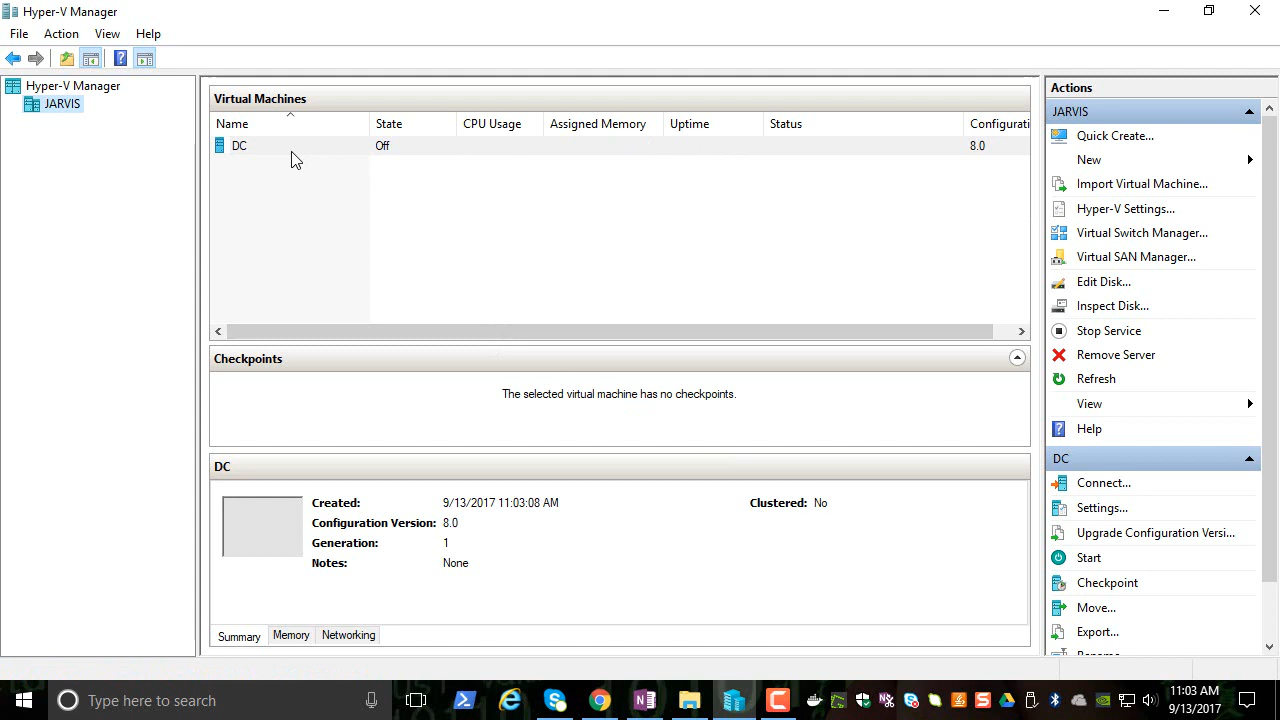 Hyper-V Manager
File Action View Help
Hyper-V Manager
JARVIS
Virtual Machines
Name State CPU Usage Assigned Memory Uptime Status Configurati
DC Off 8.0
Checkpoints
The selected virtual machine has no checkpoints.
DC
Created: 9/13/2017 11:03:08 AM Clustered: No
Configuration Version: 8.0
Generation: 1
Notes: None
Summary Memory Networking
Actions
JARVIS
Quick Create...
New
Import Virtual Machine...
Hyper-V Settings...
Virtual Switch Manager...
Virtual SAN Manager...
Edit Disk...
Inspect Disk...
Stop Service
Remove Server
Refresh
View
Help
DC
Connect...
Settings...
Upgrade Configuration Versi...
Start
Checkpoint
Move...
Export...
Type here to search
11:03 AM
9/13/2017